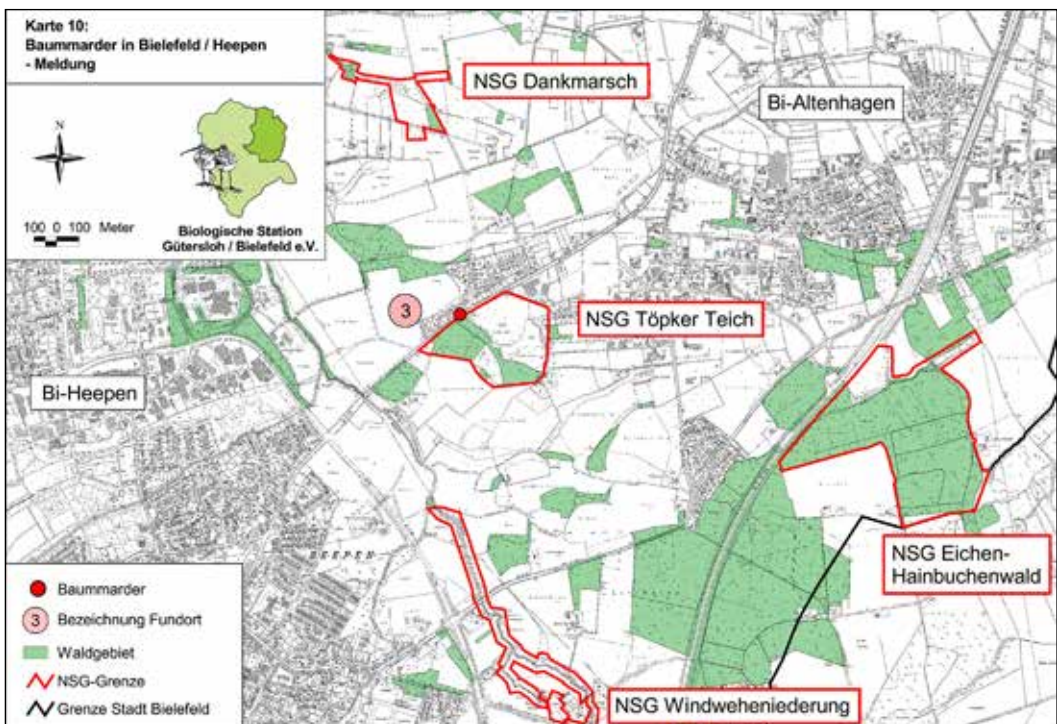 Karte 10:
Baummarder in Bielefeld / Heepen
- Meldung
N
100 0 100 Meter
Biologische Station
Gütersloh / Bielefeld e.V.
NSG Dankmarsch
Bi-Altenhagen
3
NSG Töpker Teich
Bi-Heepen
HEEPEN
NSG Eichen-
Hainbuchenwald
NSG Windweheniederung
Baummarder
3 Bezeichnung Fundort
Waldgebiet
NSG-Grenze
Grenze Stadt Bielefeld